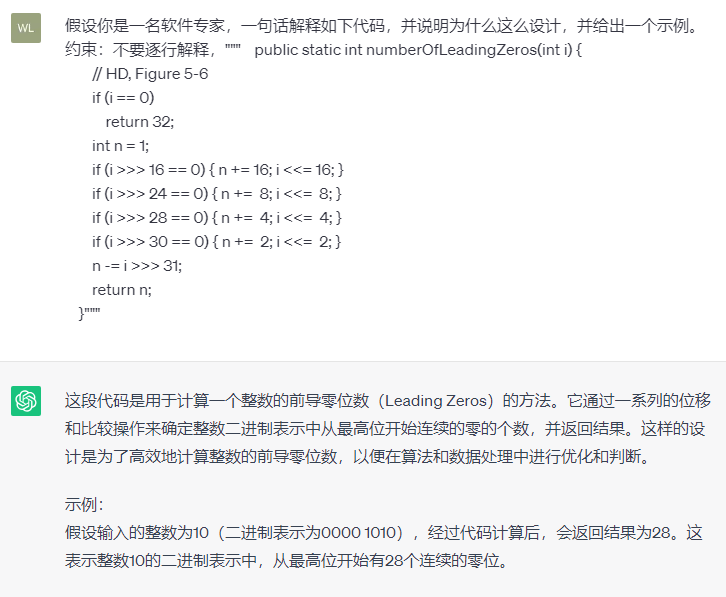 WL
假设你是一名软件专家，一句话解释如下代码，并说明为什么这么设计，并给出一个示例。
约束：不要逐行解释，""" public static int numberOfLeadingZeros(int i) {
// HD, Figure 5-6
if (i == 0)
return 32;
int n = 1;
if (i >>> 16 == 0) { n += 16; i <<= 16; }
if (i >>> 24 == 0) { n += 8; i <<= 8; }
if (i >>> 28 == 0) { n += 4; i <<= 4; }
if (i >>> 30 == 0) { n += 2; i <<= 2; }
n -= i >>> 31;
return n;
}"""
这段代码是用于计算一个整数的前导零位数（Leading Zeros）的方法。它通过一系列的位移
和比较操作来确定整数二进制表示中从最高位开始连续的零的个数，并返回结果。这样的设
计是为了高效地计算整数的前导零位数，以便在算法和数据处理中进行优化和判断。
示例：
假设输入的整数为10（二进制表示为0000 1010），经过代码计算后，会返回结果为28。这
表示整数10的二进制表示中，从最高位开始有28个连续的零位。